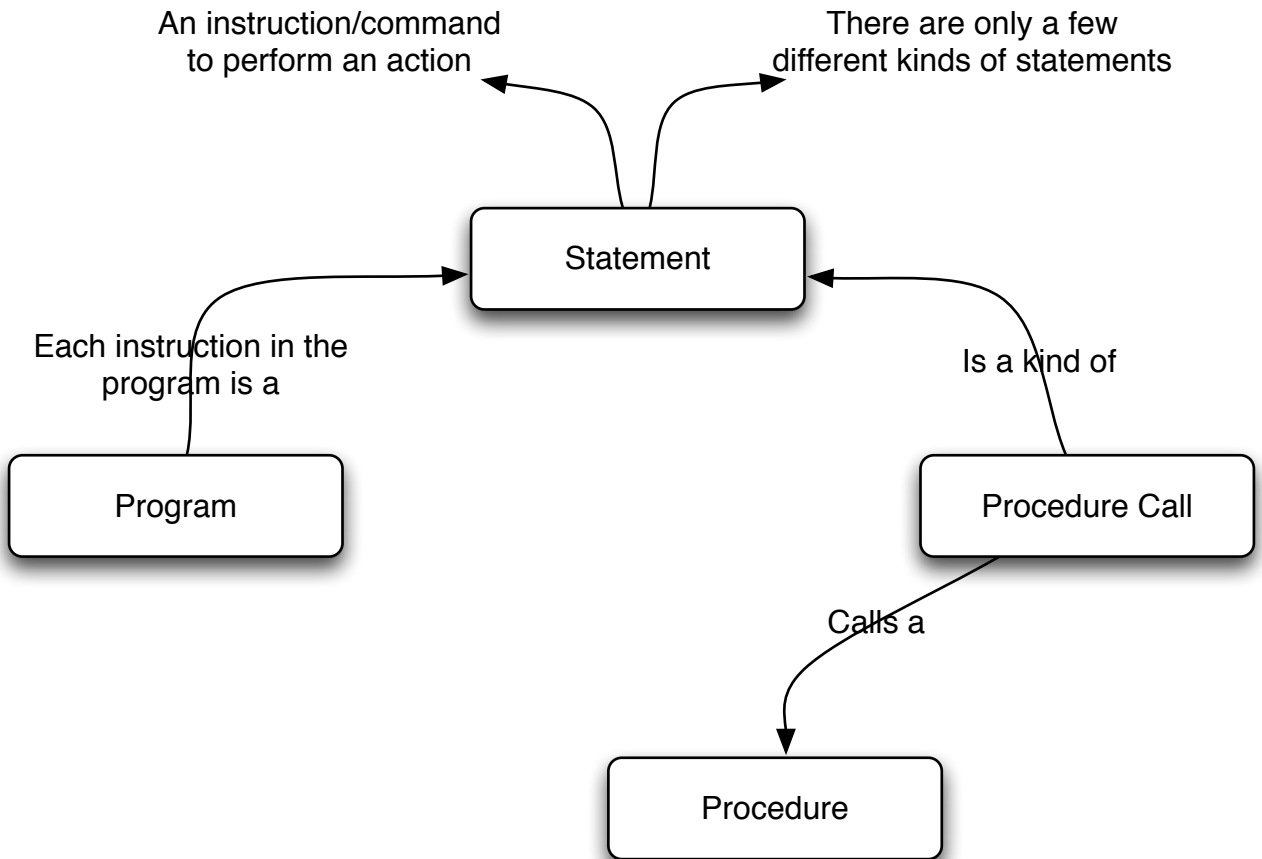 An instruction/command
to perform an action
There are only a few
different kinds of statements
Statement
Each instruction in the
program is a
Is a kind of
Program
Procedure Call
Calls a
Procedure